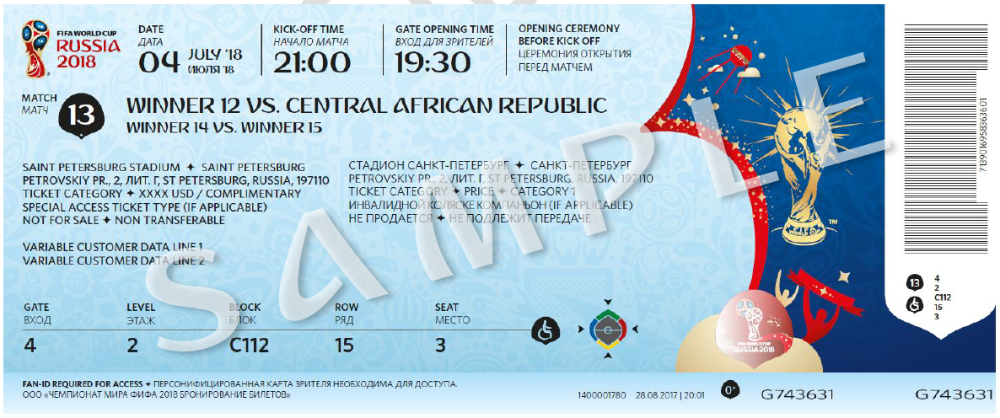 FIFA WORLD CUP
RUSSIA
2018
DATE
ДАТА
04 JULY '18
ИЮЛЯ '18
KICK-OFF TIME
НАЧАЛО МАТЧА
21:00
GATE OPENING TIME
ВХОД ДЛЯ ЗРИТЕЛЕЙ
19:30
OPENING CEREMONY
BEFORE KICK OFF
ЦЕРЕМОНИЯ ОТКРЫТИЯ
ПЕРЕД МАТЧЕМ
MATCH
МАТЧ
13
WINNER 12 VS. CENTRAL AFRICAN REPUBLIC
WINNER 14 VS. WINNER 15
SAINT PETERSBURG STADIUM ✦ SAINT PETERSBURG
PETROVSKIY PR., 2, ЛИТ. Г, ST PETERSBURG, RUSSIA, 197110
TICKET CATEGORY ✦ XXXX USD / COMPLIMENTARY
SPECIAL ACCESS TICKET TYPE (IF APPLICABLE)
NOT FOR SALE ✦ NON TRANSFERABLE
СТАДИОН САНКТ-ПЕТЕРБУРГ ✦ САНКТ-ПЕТЕРБУРГ
PETROVSKIY PR., 2, ЛИТ. Г, ST PETERSBURG, RUSSIA, 197110
TICKET CATEGORY ✦ PRICE ✦ CATEGORY 1
ИНВАЛИДНОЙ КОЛЯСКЕ КОМПАНЬОН (IF APPLICABLE)
НЕ ПРОДАЕТСЯ ✦ НЕ ПОДЛЕЖИТ ПЕРЕДАЧЕ
VARIABLE CUSTOMER DATA LINE 1
VARIABLE CUSTOMER DATA LINE 2
GATE
ВХОД
4
LEVEL
ЭТАЖ
2
BLOCK
БЛОК
C112
ROW
РЯД
15
SEAT
МЕСТО
3
SAMPLE
FIFA
WORLD CUP
TM
FIFA WORLD CUP
RUSSIA 2018
7139016958363601
13
4
2
C112
15
3
FAN-ID REQUIRED FOR ACCESS ✦ ПЕРСОНИФИЦИРОВАННАЯ КАРТА ЗРИТЕЛЯ НЕОБХОДИМА ДЛЯ ДОСТУПА.
ООО «ЧЕМПИОНАТ МИРА ФИФА 2018 БРОНИРОВАНИЕ БИЛЕТОВ»
1400001780 28.08.2017 | 20:01
0+
G743631
G743631